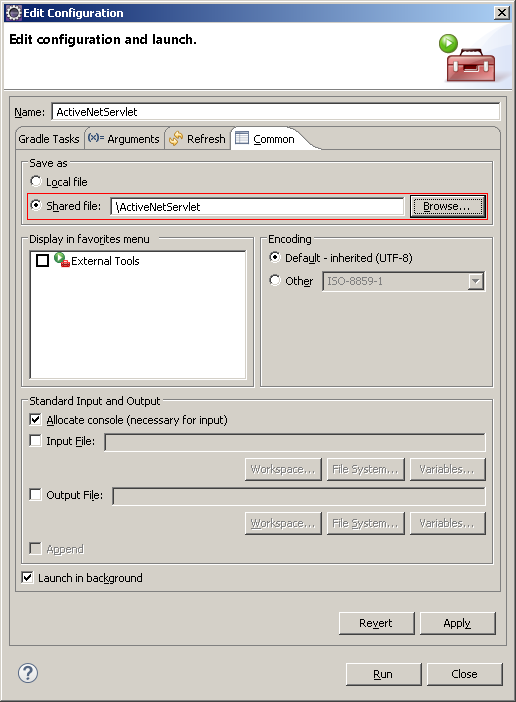 Edit Configuration
Edit configuration and launch.
Name: ActiveNetServlet
Gradle Tasks (x)= Arguments Refresh Common
Save as
Local file
Shared file: \ActiveNetServlet Browse...
Display in favorites menu Encoding
External Tools Default - inherited (UTF-8)
Other ISO-8859-1
Standard Input and Output
Allocate console (necessary for input)
Input File:
Workspace... File System... Variables...
Output File:
Workspace... File System... Variables...
Append
Launch in background
Revert Apply
? Run Close